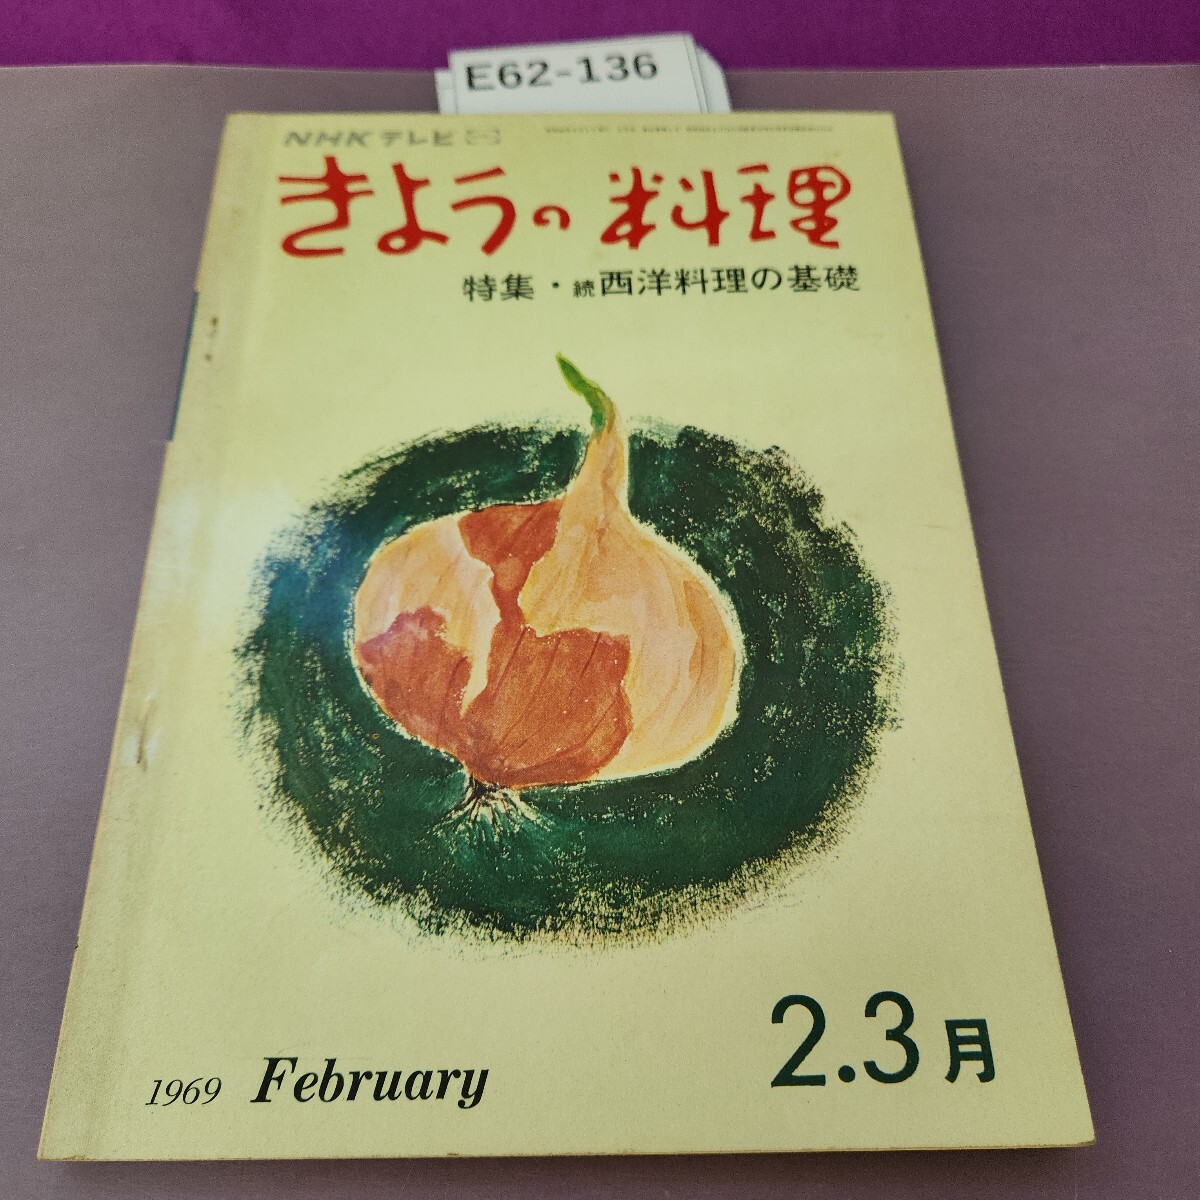 E62-136
NHKテレビ
きようの料理
特集・続西洋料理の基礎
2.3月
1969 February